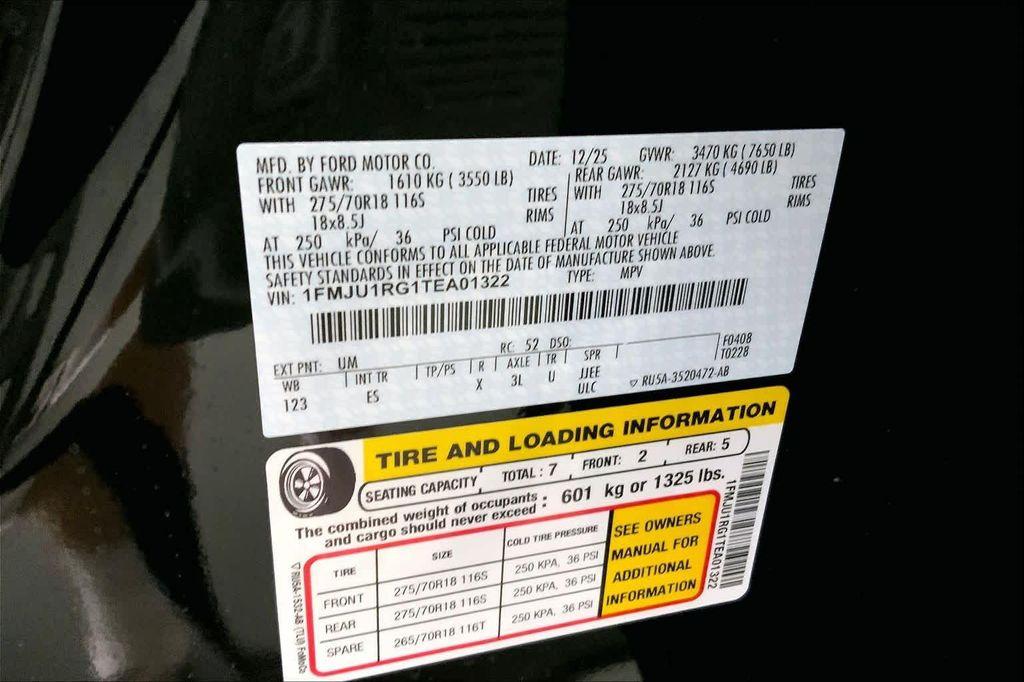 MFD. BY FORD MOTOR CO. DATE: 12/25 GVWR: 3470 KG ( 7650 LB)
FRONT GAWR: 1610 KG ( 3550 LB) REAR GAWR: 2127 KG ( 4690 LB)
WITH 275/70R18 116S TIRES WITH 275/70R18 116S TIRES
18x8.5J RIMS 18x8.5J RIMS
AT 250 kPa/ 36 PSI COLD AT 250 kPa/ 36 PSI COLD
THIS VEHICLE CONFORMS TO ALL APPLICABLE FEDERAL MOTOR VEHICLE
SAFETY STANDARDS IN EFFECT ON THE DATE OF MANUFACTURE SHOWN ABOVE.
VIN: 1FMJU1RG1TEA01322 TYPE: MPV
EXT PNT: UM RC: 52 DSO: F0408
WB INT TR TP/PS R AXLE TR SPR T0228
123 ES X 3L U JJEE
ULC ▽ RU5A-3520472-AB
TIRE AND LOADING INFORMATION
SEATING CAPACITY TOTAL : 7 FRONT: 2 REAR: 5
The combined weight of occupants : 601 kg or 1325 lbs.
and cargo should never exceed
TIRE SIZE COLD TIRE PRESSURE
FRONT 275/70R18 116S 250 KPA, 36 PSI
REAR 275/70R18 116S 250 KPA, 36 PSI
SPARE 265/70R18 116T 250 KPA, 36 PSI
SEE OWNERS
MANUAL FOR
ADDITIONAL
INFORMATION
1FMJU1RG1TEA01322
▽ RU5A-1532-AB (TLU) FoMoCo